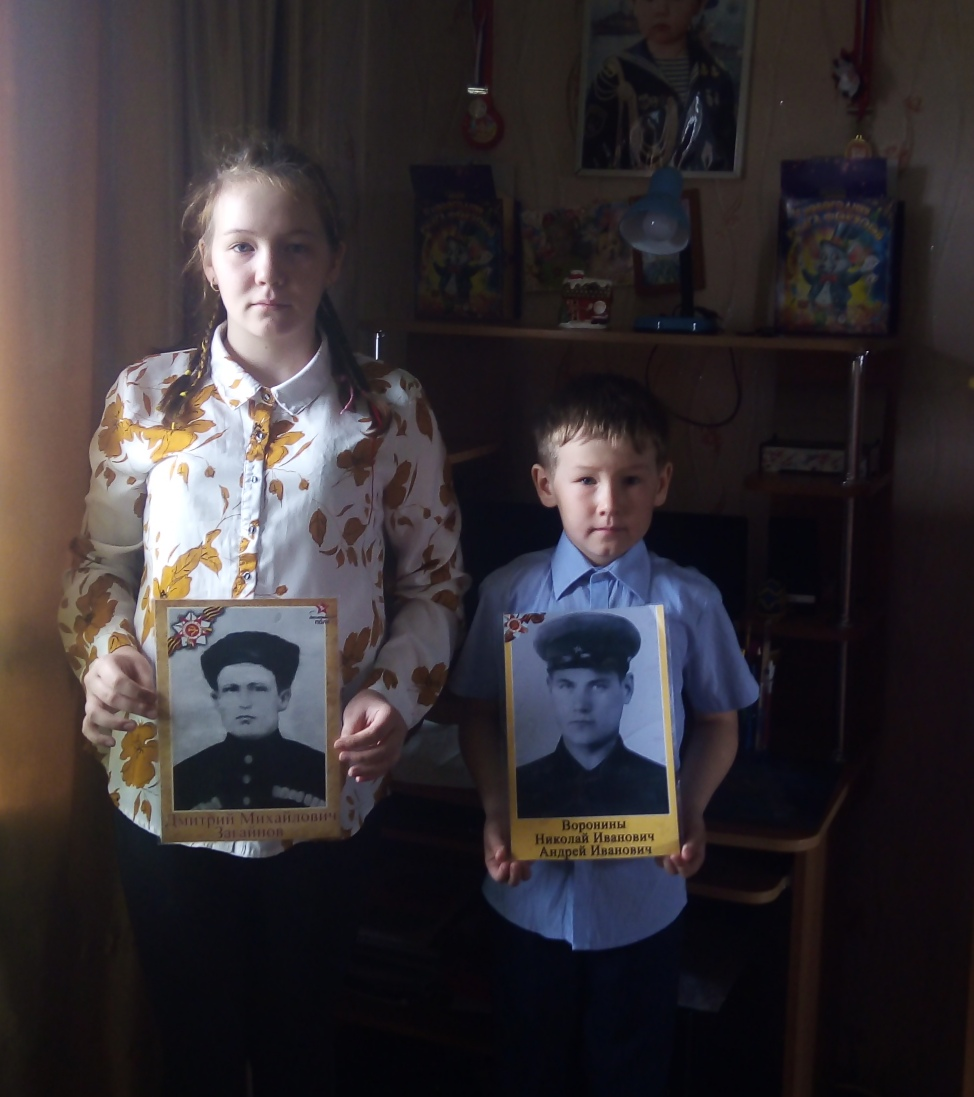 Дмитрий Михайлович
Загайнов
Воронины
Николай Иванович
Андрей Иванович